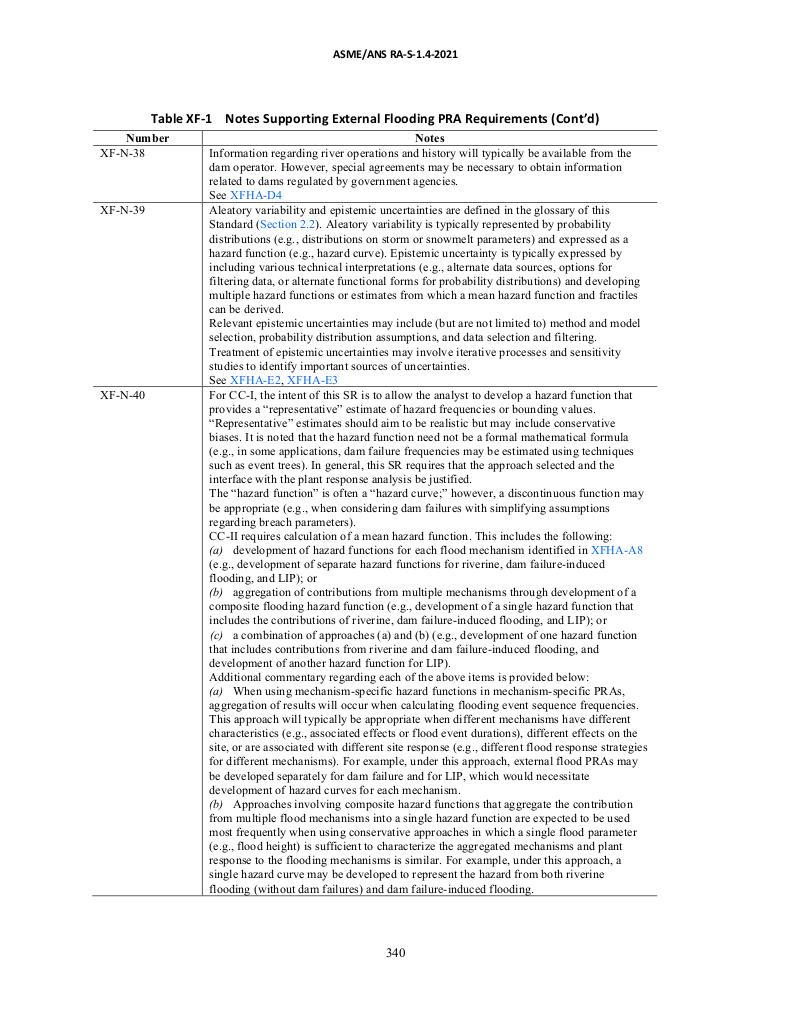 ASME/ANS RA-S-1.4-2021
Table XF-1 Notes Supporting External Flooding PRA Requirements (Cont'd)
Number Notes
XF-N-38 Information regarding river operations and history will typically be available from the
dam operator. However, special agreements may be necessary to obtain information
related to dams regulated by government agencies.
See XFHA-D4
XF-N-39 Aleatory variability and epistemic uncertainties are defined in the glossary of this
Standard (Section 2.2). Aleatory variability is typically represented by probability
distributions (e.g., distributions on storm or snowmelt parameters) and expressed as a
hazard function (e.g., hazard curve). Epistemic uncertainty is typically expressed by
including various technical interpretations (e.g., alternate data sources, options for
filtering data, or alternate functional forms for probability distributions) and developing
multiple hazard functions or estimates from which a mean hazard function and fractiles
can be derived.
Relevant epistemic uncertainties may include (but are not limited to) method and model
selection, probability distribution assumptions, and data selection and filtering.
Treatment of epistemic uncertainties may involve iterative processes and sensitivity
studies to identify important sources of uncertainties.
See XFHA-E2, XFHA-E3
XF-N-40 For CC-I, the intent of this SR is to allow the analyst to develop a hazard function that
provides a “representative” estimate of hazard frequencies or bounding values.
“Representative” estimates should aim to be realistic but may include conservative
biases. It is noted that the hazard function need not be a formal mathematical formula
(e.g., in some applications, dam failure frequencies may be estimated using techniques
such as event trees). In general, this SR requires that the approach selected and the
interface with the plant response analysis be justified.
The “hazard function” is often a “hazard curve;” however, a discontinuous function may
be appropriate (e.g., when considering dam failures with simplifying assumptions
regarding breach parameters).
CC-II requires calculation of a mean hazard function. This includes the following:
(a) development of hazard functions for each flood mechanism identified in XFHA-A8
(e.g., development of separate hazard functions for riverine, dam failure-induced
flooding, and LIP); or
(b) aggregation of contributions from multiple mechanisms through development of a
composite flooding hazard function (e.g., development of a single hazard function that
includes the contributions of riverine, dam failure-induced flooding, and LIP); or
(c) a combination of approaches (a) and (b) (e.g., development of one hazard function
that includes contributions from riverine and dam failure-induced flooding, and
development of another hazard function for LIP).
Additional commentary regarding each of the above items is provided below:
(a) When using mechanism-specific hazard functions in mechanism-specific PRAs,
aggregation of results will occur when calculating flooding event sequence frequencies.
This approach will typically be appropriate when different mechanisms have different
characteristics (e.g., associated effects or flood event durations), different effects on the
site, or are associated with different site response (e.g., different flood response strategies
for different mechanisms). For example, under this approach, external flood PRAs may
be developed separately for dam failure and for LIP, which would necessitate
development of hazard curves for each mechanism.
(b) Approaches involving composite hazard functions that aggregate the contribution
from multiple flood mechanisms into a single hazard function are expected to be used
most frequently when using conservative approaches in which a single flood parameter
(e.g., flood height) is sufficient to characterize the aggregated mechanisms and plant
response to the flooding mechanisms is similar. For example, under this approach, a
single hazard curve may be developed to represent the hazard from both riverine
flooding (without dam failures) and dam failure-induced flooding.
340